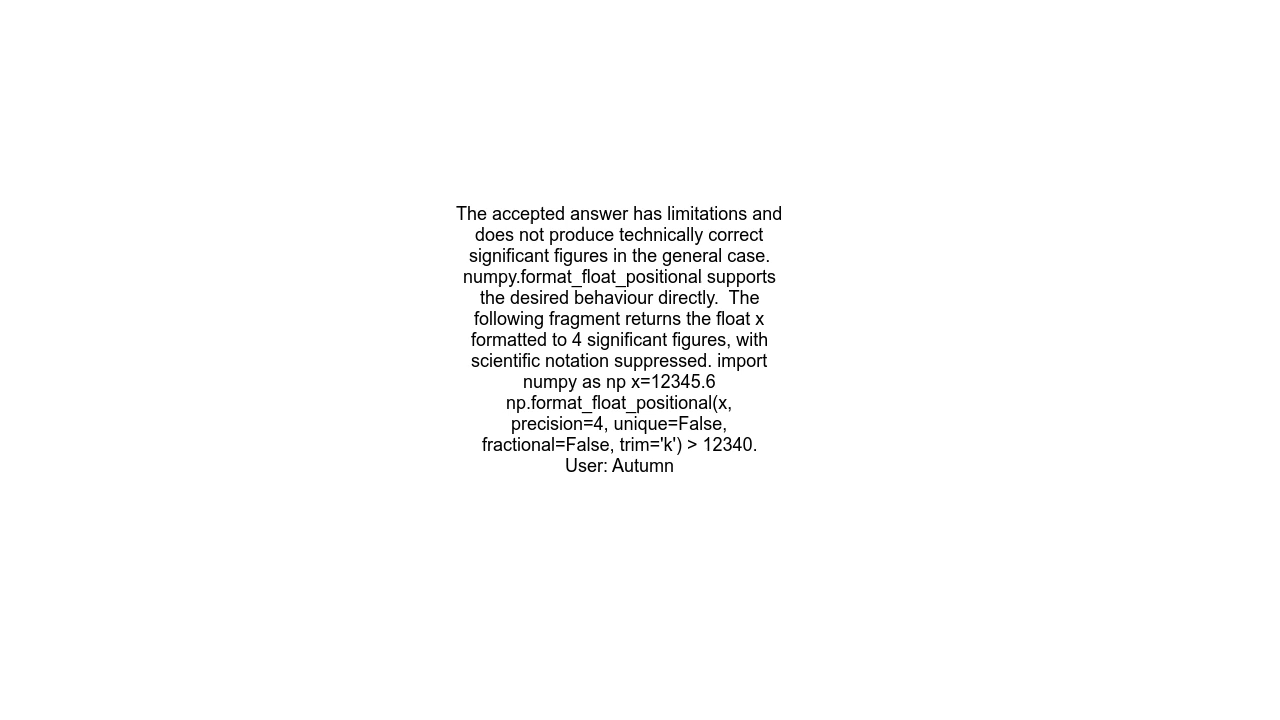 The accepted answer has limitations and
does not produce technically correct
significant figures in the general case.
numpy.format_float_positional supports
the desired behaviour directly.  The
following fragment returns the float x
formatted to 4 significant figures, with
scientific notation suppressed. import
numpy as np x=12345.6
np.format_float_positional(x,
precision=4, unique=False,
fractional=False, trim='k') > 12340.
User: Autumn